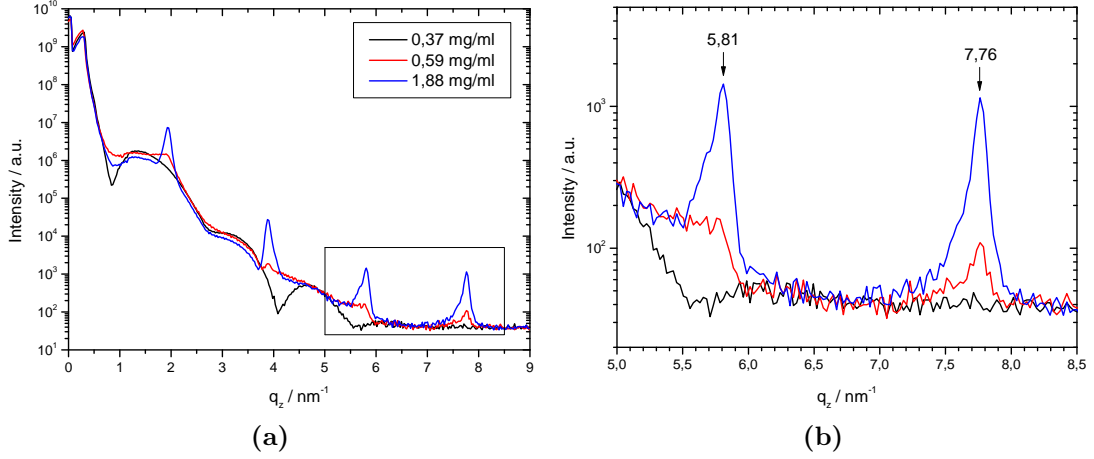 10^10
10^9
10^8
10^7
10^6
10^5
10^4
10^3
10^2
10^1
Intensity / a.u.
0,37 mg/ml
0,59 mg/ml
1,88 mg/ml
0 1 2 3 4 5 6 7 8 9
q_z / nm^-1
(a)
5,81
7,76
10^3
10^2
Intensity / a.u.
5,0 5,5 6,0 6,5 7,0 7,5 8,0 8,5
q_z / nm^-1
(b)